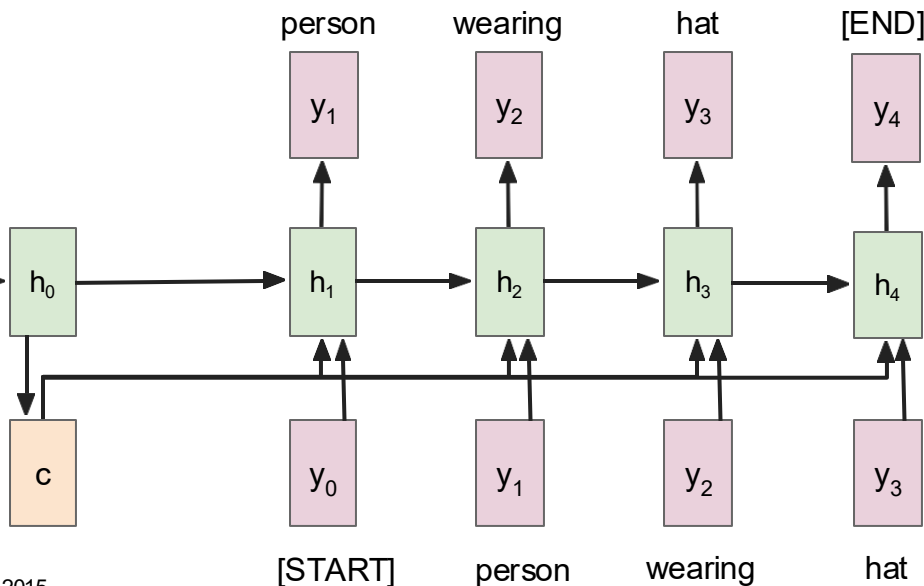 person wearing hat [END]
y₁ y₂ y₃ y₄
h₀ h₁ h₂ h₃ h₄
c y₀ y₁ y₂ y₃
[START] person wearing hat
2015